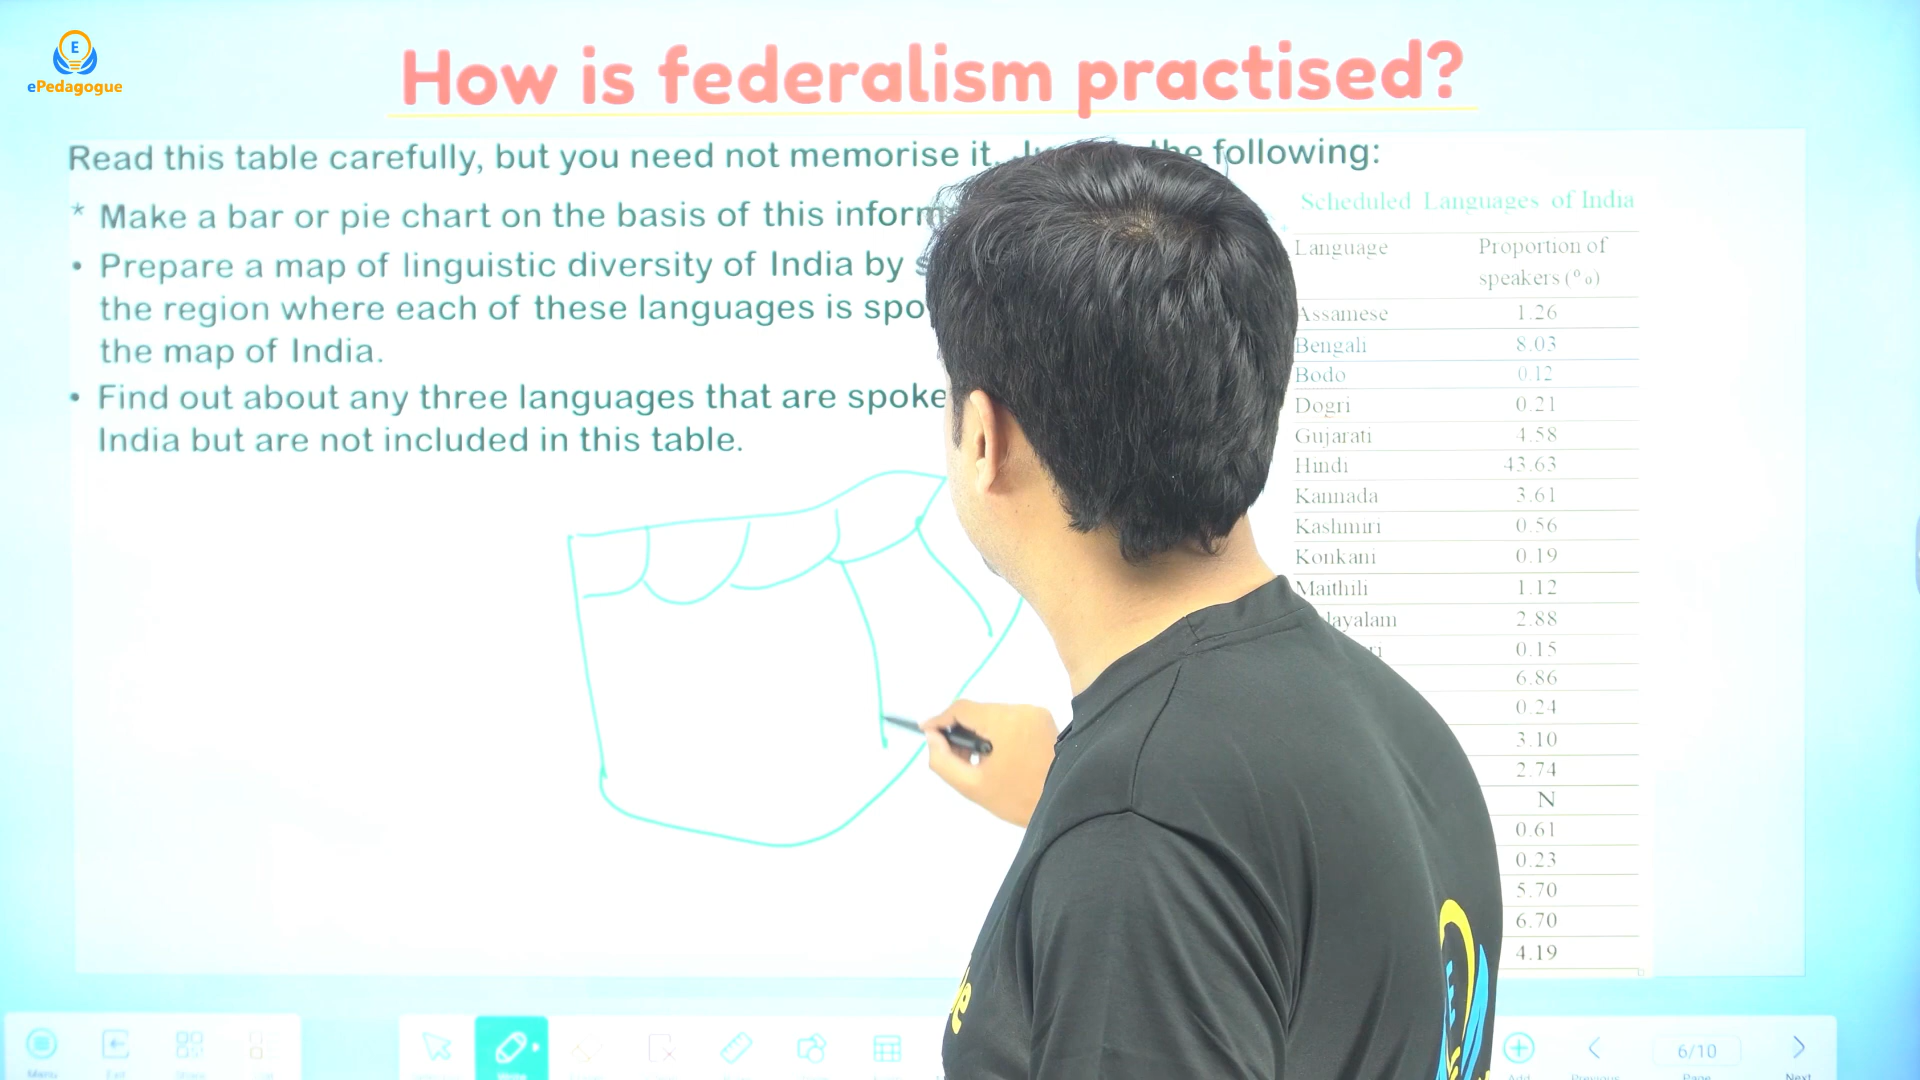 E
ePedagogue
How is federalism practised?
Read this table carefully, but you need not memorise it. the following:
* Make a bar or pie chart on the basis of this
• Prepare a map of linguistic diversity of India by
the region where each of these languages is
the map of India.
• Find out about any three languages that are
India but are not included in this table.
Scheduled Languages of India
Language Proportion of
speakers (%)
Assamese 1.26
Bengali 8.03
Bodo 0.12
Dogri 0.21
Gujarati 4.58
Hindi 43.63
Kannada 3.61
Kashmiri 0.56
Konkani 0.19
Maithili 1.12
2.88
0.15
6.86
0.24
3.10
2.74
N
0.61
0.23
5.70
6.70
4.19
E
Menu Exit
Add Previous 6/10 Page Next